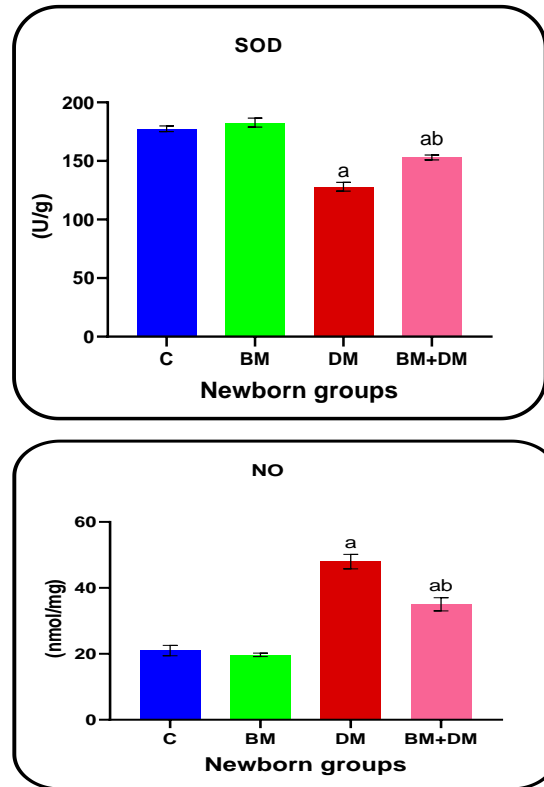 SOD
200
150
100
50
0
(U/g)
a
ab
C BM DM BM+DM
Newborn groups
NO
60
40
20
0
(nmol/mg)
a
ab
C BM DM BM+DM
Newborn groups